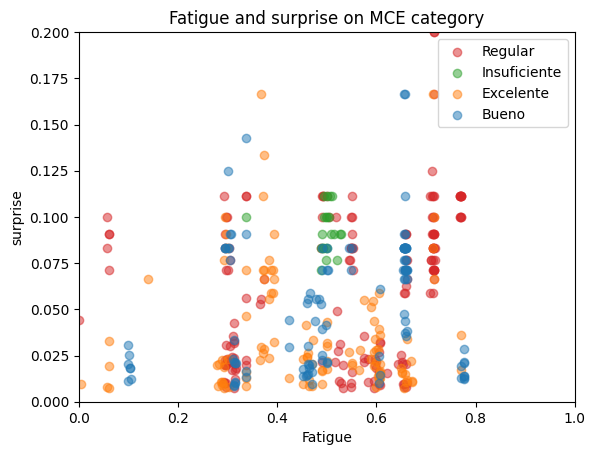 Fatigue and surprise on MCE category
0.200
0.175
0.150
0.125
0.100
0.075
0.050
0.025
0.000
surprise
Regular
Insuficiente
Excelente
Bueno
0.0 0.2 0.4 0.6 0.8 1.0
Fatigue